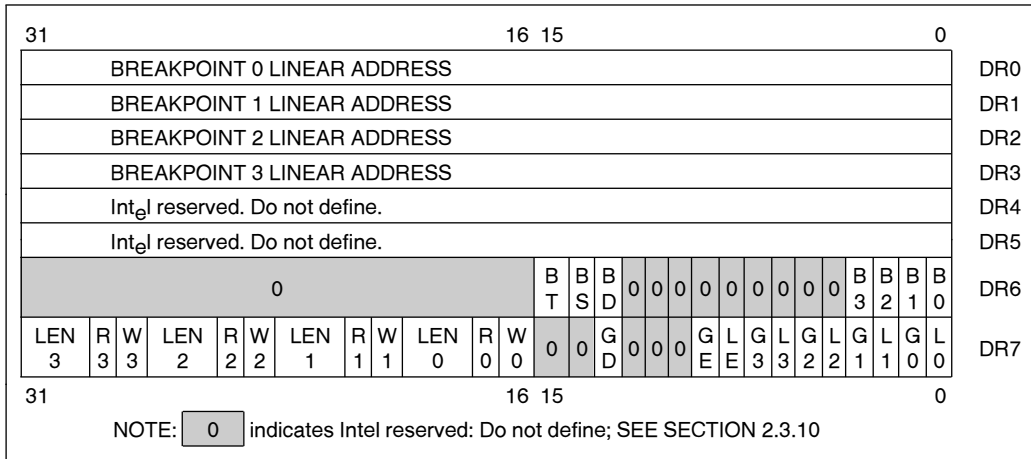 31 16 15 0
BREAKPOINT 0 LINEAR ADDRESS DR0
BREAKPOINT 1 LINEAR ADDRESS DR1
BREAKPOINT 2 LINEAR ADDRESS DR2
BREAKPOINT 3 LINEAR ADDRESS DR3
Intel reserved. Do not define. DR4
Intel reserved. Do not define. DR5
0 BT BS BD 0 0 0 0 0 0 0 0 0 B3 B2 B1 B0 DR6
LEN 3 R3 W3 LEN 2 R2 W2 LEN 1 R1 W1 LEN 0 R0 W0 0 0 GD 0 0 0 GE LE G3 L3 G2 L2 G1 L1 G0 L0 DR7
31 16 15 0
NOTE: 0 indicates Intel reserved: Do not define; SEE SECTION 2.3.10